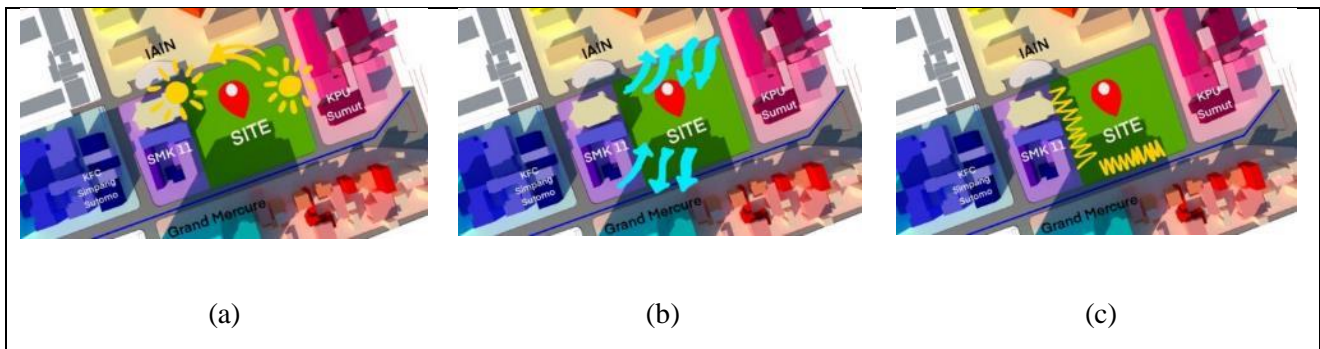 IAIN
KPU
Sumut
SITE
SMK 11
KFC
Simpang
Sutomo
Grand Mercure
IAIN
KPU
Sumut
SITE
SMK 11
KFC
Simpang
Sutomo
Grand Mercure
IAIN
KPU
Sumut
SITE
SMK 11
KFC
Simpang
Sutomo
Grand Mercure
(a)
(b)
(c)